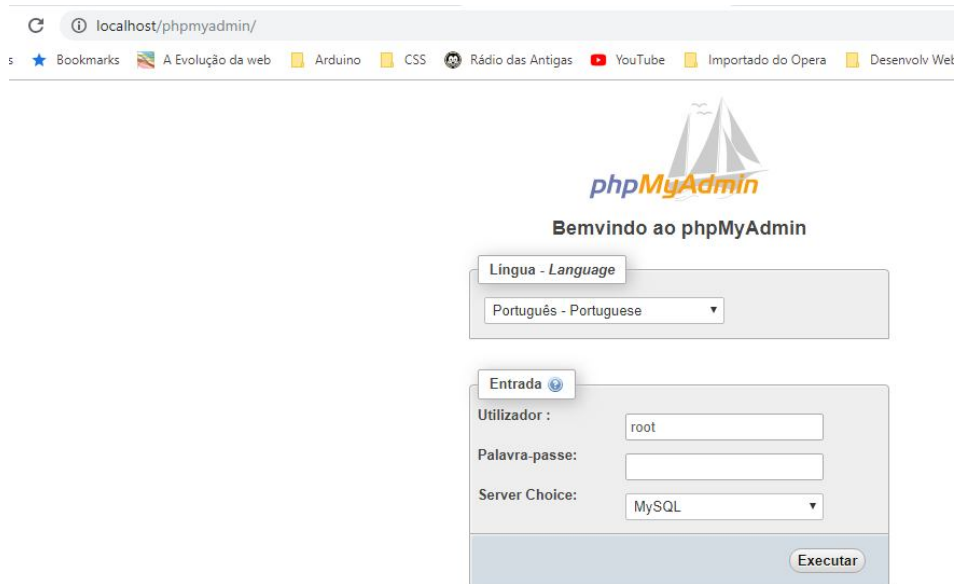 localhost/phpmyadmin/
s Bookmarks A Evolução da web Arduino CSS Rádio das Antigas YouTube Importado do Opera Desenvolv Web
phpMyAdmin
Bemvindo ao phpMyAdmin
Língua - Language
Português - Portuguese
Entrada
Utilizador :
root
Palavra-passe:
Server Choice:
MySQL
Executar